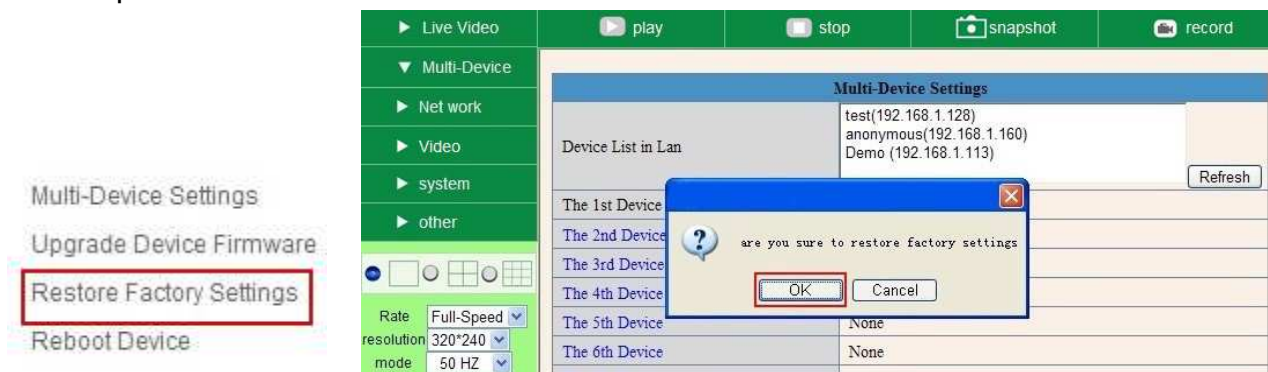 Multi-Device Settings
Upgrade Device Firmware
Restore Factory Settings
Reboot Device
Live Video
play
stop
snapshot
record
Multi-Device
Net work
Video
system
other
Rate Full-Speed
resolution 320*240
mode 50 HZ
Multi-Device Settings
Device List in Lan
test(192.168.1.128)
anonymous(192.168.1.160)
Demo (192.168.1.113)
Refresh
The 1st Device
The 2nd Device
The 3rd Device
The 4th Device
The 5th Device None
The 6th Device None
are you sure to restore factory settings
OK Cancel